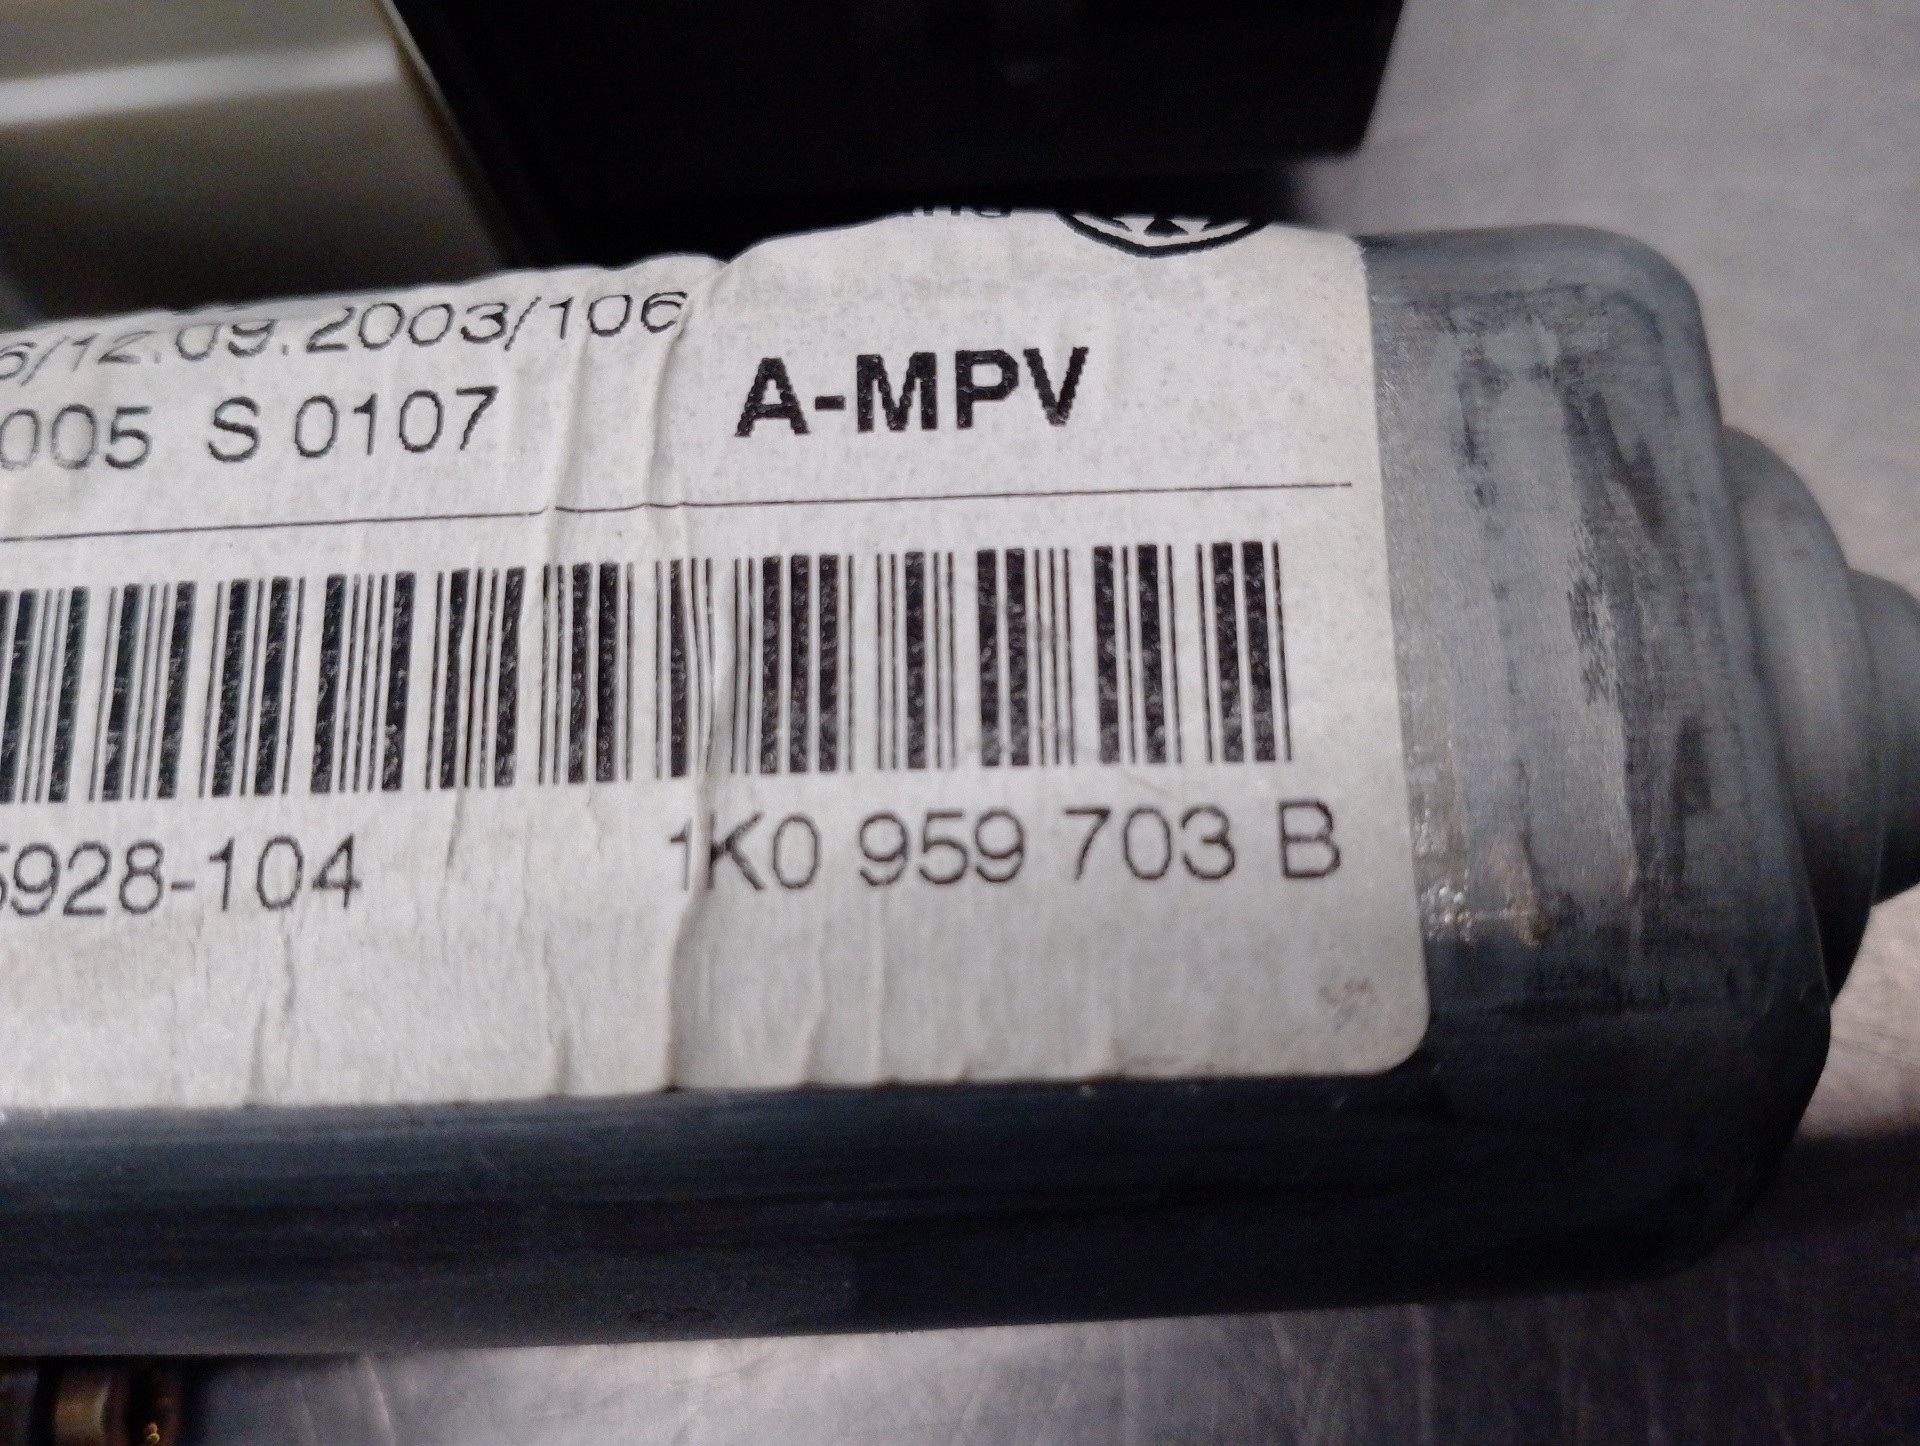 6/12.09.2003/106
005 S 0107
A-MPV
5928-104
1K0 959 703 B